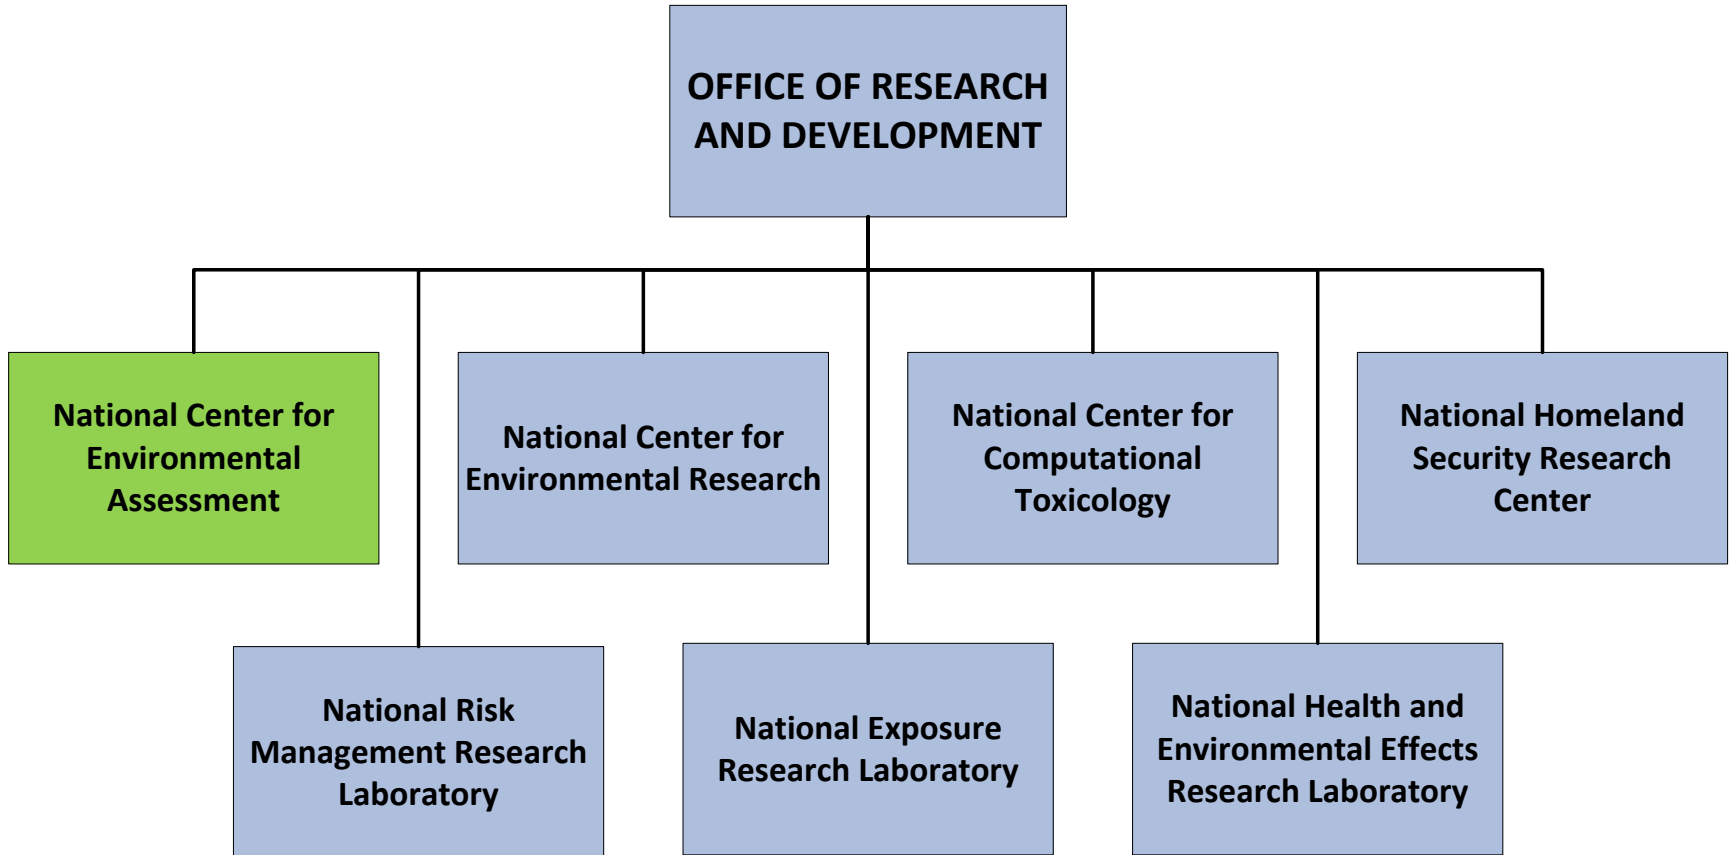 OFFICE OF RESEARCH
AND DEVELOPMENT
National Center for
Environmental
Assessment
National Center for
Environmental Research
National Center for
Computational
Toxicology
National Homeland
Security Research
Center
National Risk
Management Research
Laboratory
National Exposure
Research Laboratory
National Health and
Environmental Effects
Research Laboratory